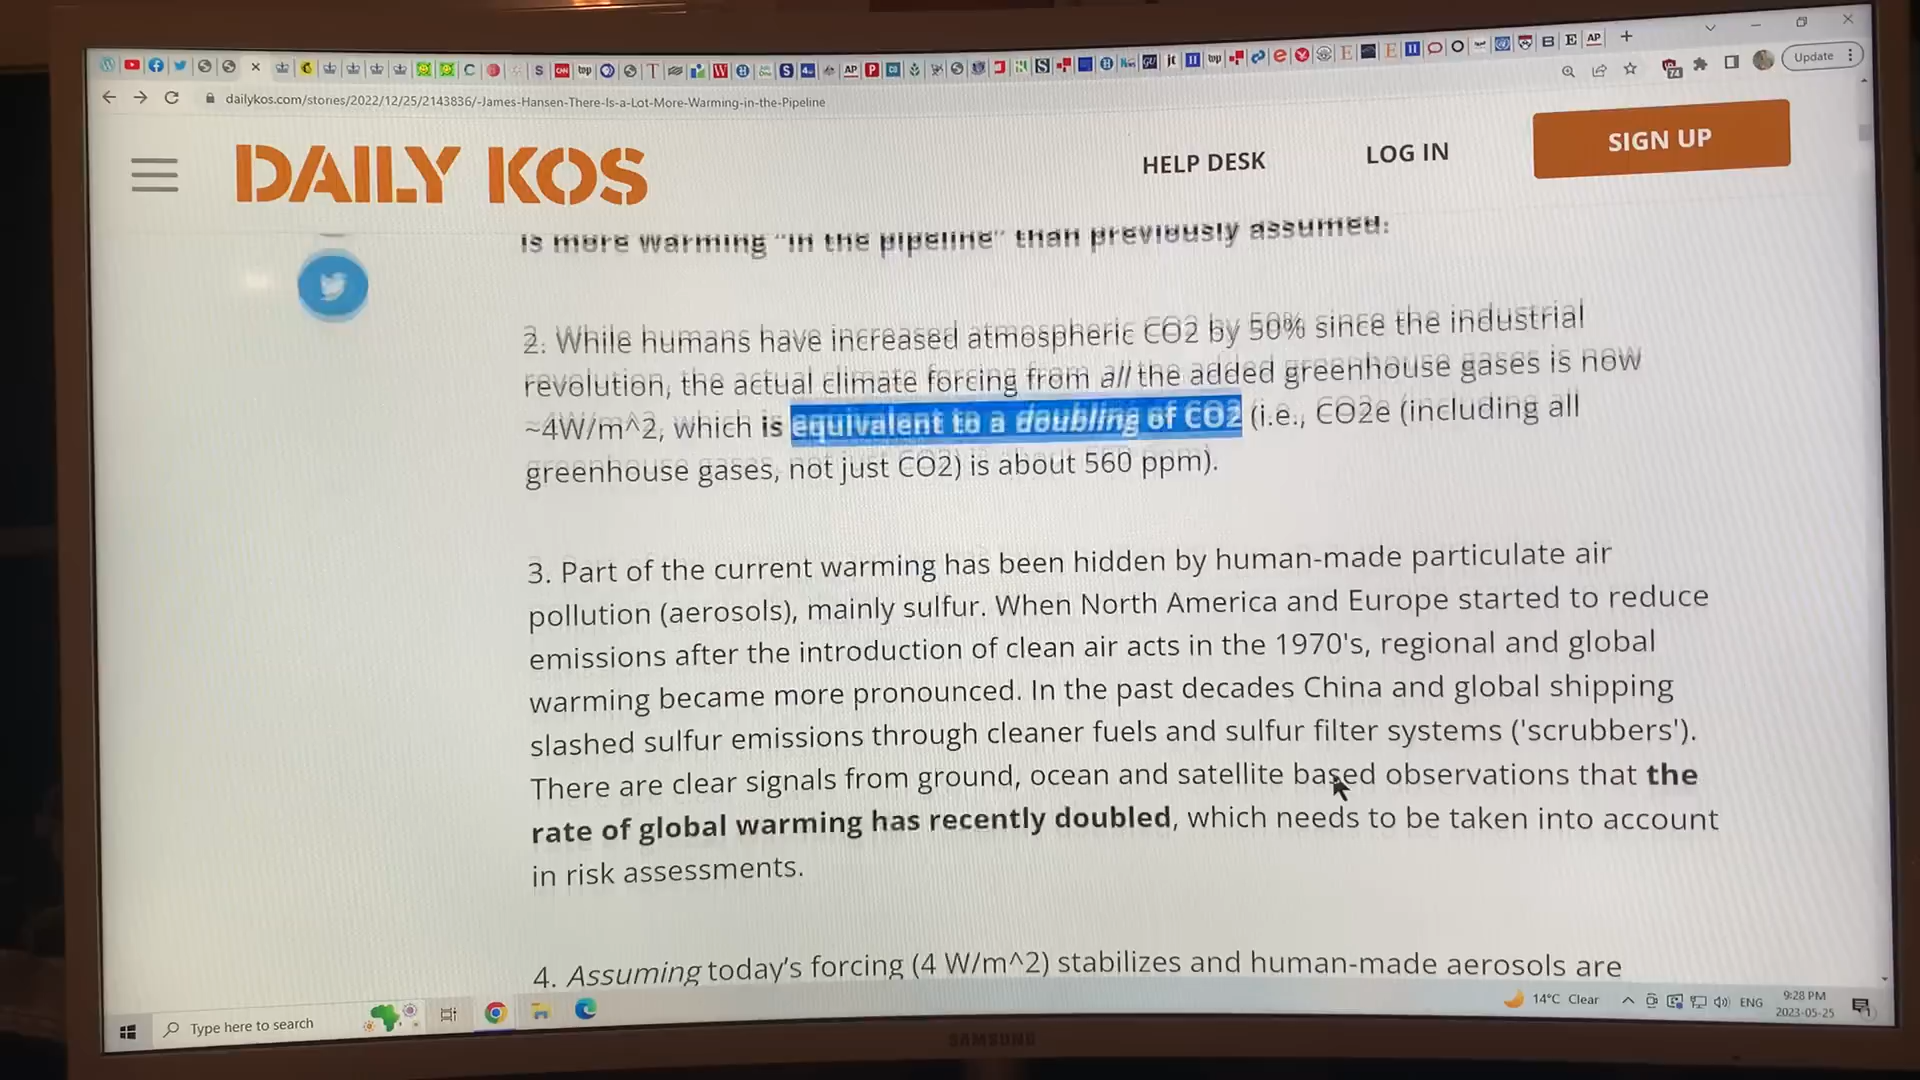 Update
dailykos.com/stories/2022/12/25/2143836/-James-Hansen-There-Is-a-Lot-More-Warming-in-the-Pipeline
DAILY KOS
HELP DESK
LOG IN
SIGN UP
is more warming "in the pipeline" than previously assumed:
2. While humans have increased atmospheric CO2 by 50% since the industrial
revolution, the actual climate forcing from all the added greenhouse gases is now
~4W/m^2, which is equivalent to a doubling of CO2 (i.e., CO2e (including all
greenhouse gases, not just CO2) is about 560 ppm).
3. Part of the current warming has been hidden by human-made particulate air
pollution (aerosols), mainly sulfur. When North America and Europe started to reduce
emissions after the introduction of clean air acts in the 1970's, regional and global
warming became more pronounced. In the past decades China and global shipping
slashed sulfur emissions through cleaner fuels and sulfur filter systems ('scrubbers').
There are clear signals from ground, ocean and satellite based observations that the
rate of global warming has recently doubled, which needs to be taken into account
in risk assessments.
4. Assuming today's forcing (4 W/m^2) stabilizes and human-made aerosols are
Type here to search
14°C Clear
ENG
9:28 PM
2023-05-25
SAMSUNG